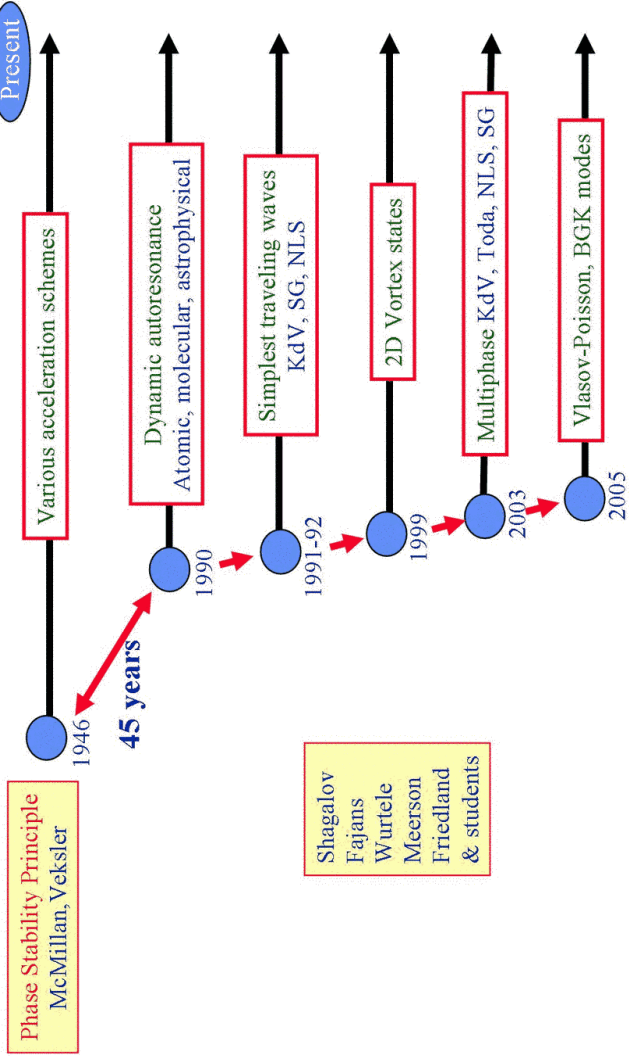 Present
Phase Stability Principle
McMillan,Veksler
1946
Various acceleration schemes
45 years
1990
Dynamic autoresonance
Atomic, molecular, astrophysical
1991-92
Simplest traveling waves
KdV, SG, NLS
Shagalov
Fajans
Wurtele
Meerson
Friedland
& students
1999
2D Vortex states
2003
Multiphase KdV, Toda, NLS, SG
2005
Vlasov-Poisson, BGK modes